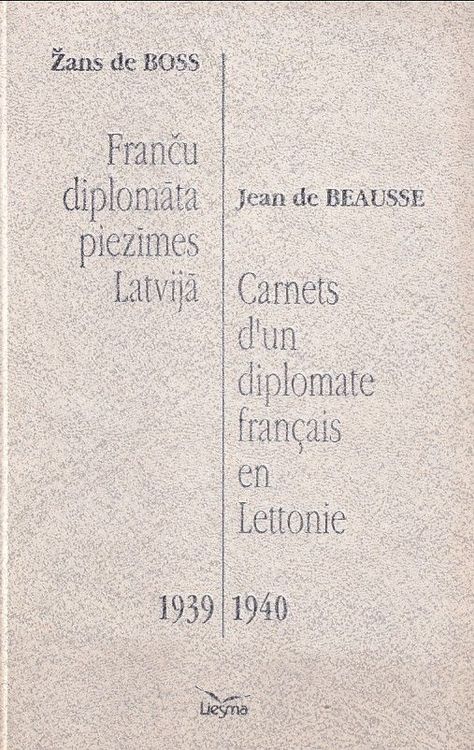 Žans de BOSS
Franču
diplomāta
piezīmes
Latvijā
Jean de BEAUSSE
Carnets
d'un
diplomate
français
en
Lettonie
1939 1940
Liesma